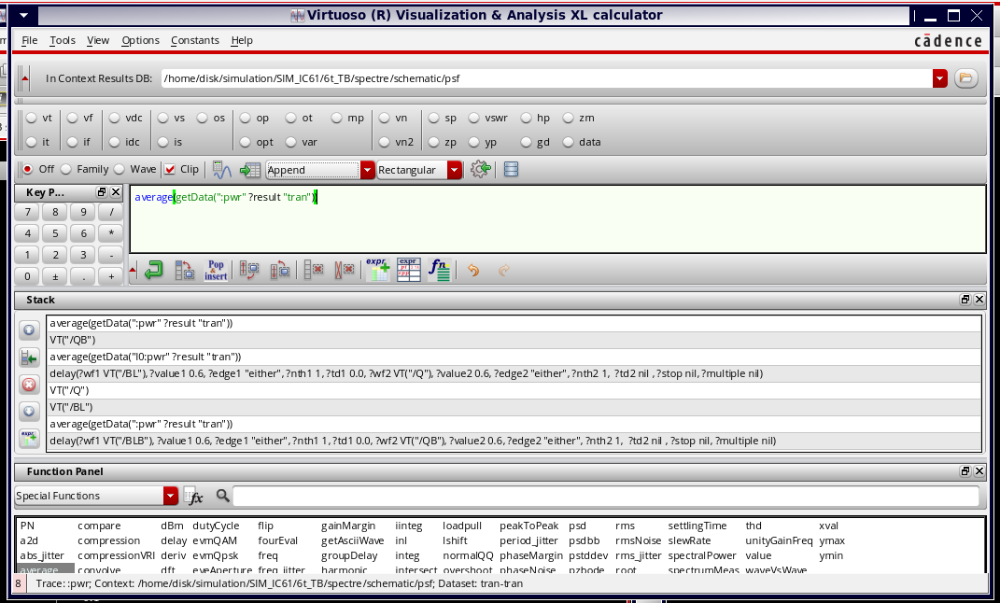 Virtuoso (R) Visualization & Analysis XL calculator
File Tools View Options Constants Help
cādence
In Context Results DB: /home/disk/simulation/SIM_IC61/6t_TB/spectre/schematic/psf
vt vf vdc vs os op ot mp vn sp vswr hp zm
it if idc is opt var vn2 zp yp gd data
Off Family Wave Clip Append Rectangular
Key P...
average(getData(":pwr" ?result "tran"))
7 8 9 /
4 5 6 *
1 2 3 -
0 ± . +
Pop & insert
expr
expr
fn
Stack
average(getData(":pwr" ?result "tran"))
VT("/QB")
average(getData("I0:pwr" ?result "tran"))
delay(?wf1 VT("/BL"), ?value1 0.6, ?edge1 "either", ?nth1 1, ?td1 0.0, ?wf2 VT("/Q"), ?value2 0.6, ?edge2 "either", ?nth2 1, ?td2 nil , ?stop nil, ?multiple nil)
VT("/Q")
VT("/BL")
average(getData(":pwr" ?result "tran"))
delay(?wf1 VT("/BLB"), ?value1 0.6, ?edge1 "either", ?nth1 1, ?td1 0.0, ?wf2 VT("/QB"), ?value2 0.6, ?edge2 "either", ?nth2 1, ?td2 nil , ?stop nil, ?multiple nil)
expr
Function Panel
Special Functions fx
PN compare dBm dutyCycle flip gainMargin iinteg loadpull peakToPeak psd rms settlingTime thd xval
a2d compression delay evmQAM fourEval getAsciiWave inl lshift period_jitter psdbb rmsNoise slewRate unityGainFreq ymax
abs_jitter compressionVRI deriv evmQpsk freq groupDelay integ normalQQ phaseMargin pstddev rms_jitter spectralPower value ymin
average convolve dft eyeAperture freq_jitter harmonic intersect overshoot phaseNoise pzbode root spectrumMeas waveVsWave
8 Trace: :pwr; Context: /home/disk/simulation/SIM_IC61/6t_TB/spectre/schematic/psf; Dataset: tran-tran